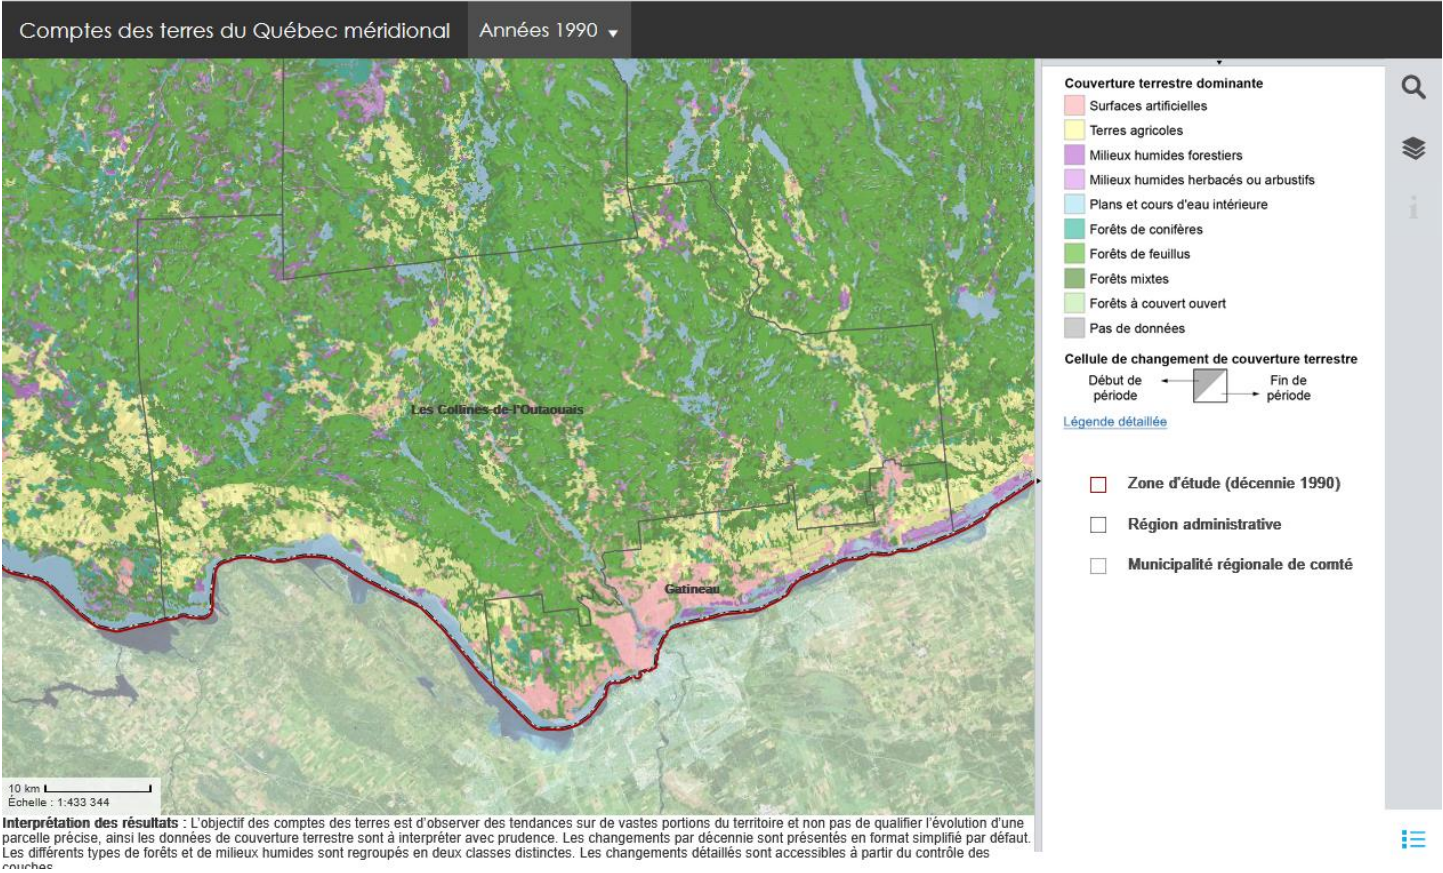 Comptes des terres du Québec méridional
Années 1990
Les Collines-de-l'Outaouais
Gatineau
10 km
Échelle : 1:433 344
Couverture terrestre dominante
Surfaces artificielles
Terres agricoles
Milieux humides forestiers
Milieux humides herbacés ou arbustifs
Plans et cours d'eau intérieure
Forêts de conifères
Forêts de feuillus
Forêts mixtes
Forêts à couvert ouvert
Pas de données
Cellule de changement de couverture terrestre
Début de période
Fin de période
Légende détaillée
Zone d'étude (décennie 1990)
Région administrative
Municipalité régionale de comté
Interprétation des résultats : L'objectif des comptes des terres est d'observer des tendances sur de vastes portions du territoire et non pas de qualifier l'évolution d'une
parcelle précise, ainsi les données de couverture terrestre sont à interpréter avec prudence. Les changements par décennie sont présentés en format simplifié par défaut.
Les différents types de forêts et de milieux humides sont regroupés en deux classes distinctes. Les changements détaillés sont accessibles à partir du contrôle des
couches